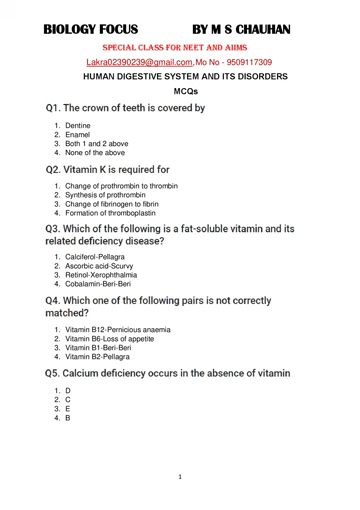 BIOLOGY FOCUS BY M S CHAUHAN
SPECIAL CLASS FOR NEET AND AIIMS
Lakra02390239@gmail.com, Mo No - 9509117309
HUMAN DIGESTIVE SYSTEM AND ITS DISORDERS
MCQs
Q1. The crown of teeth is covered by
1. Dentine
2. Enamel
3. Both 1 and 2 above
4. None of the above
Q2. Vitamin K is required for
1. Change of prothrombin to thrombin
2. Synthesis of prothrombin
3. Change of fibrinogen to fibrin
4. Formation of thromboplastin
Q3. Which of the following is a fat-soluble vitamin and its
related deficiency disease?
1. Calciferol-Pellagra
2. Ascorbic acid-Scurvy
3. Retinol-Xerophthalmia
4. Cobalamin-Beri-Beri
Q4. Which one of the following pairs is not correctly
matched?
1. Vitamin B12-Pernicious anaemia
2. Vitamin B6-Loss of appetite
3. Vitamin B1-Beri-Beri
4. Vitamin B2-Pellagra
Q5. Calcium deficiency occurs in the absence of vitamin
1. D
2. C
3. E
4. B
1